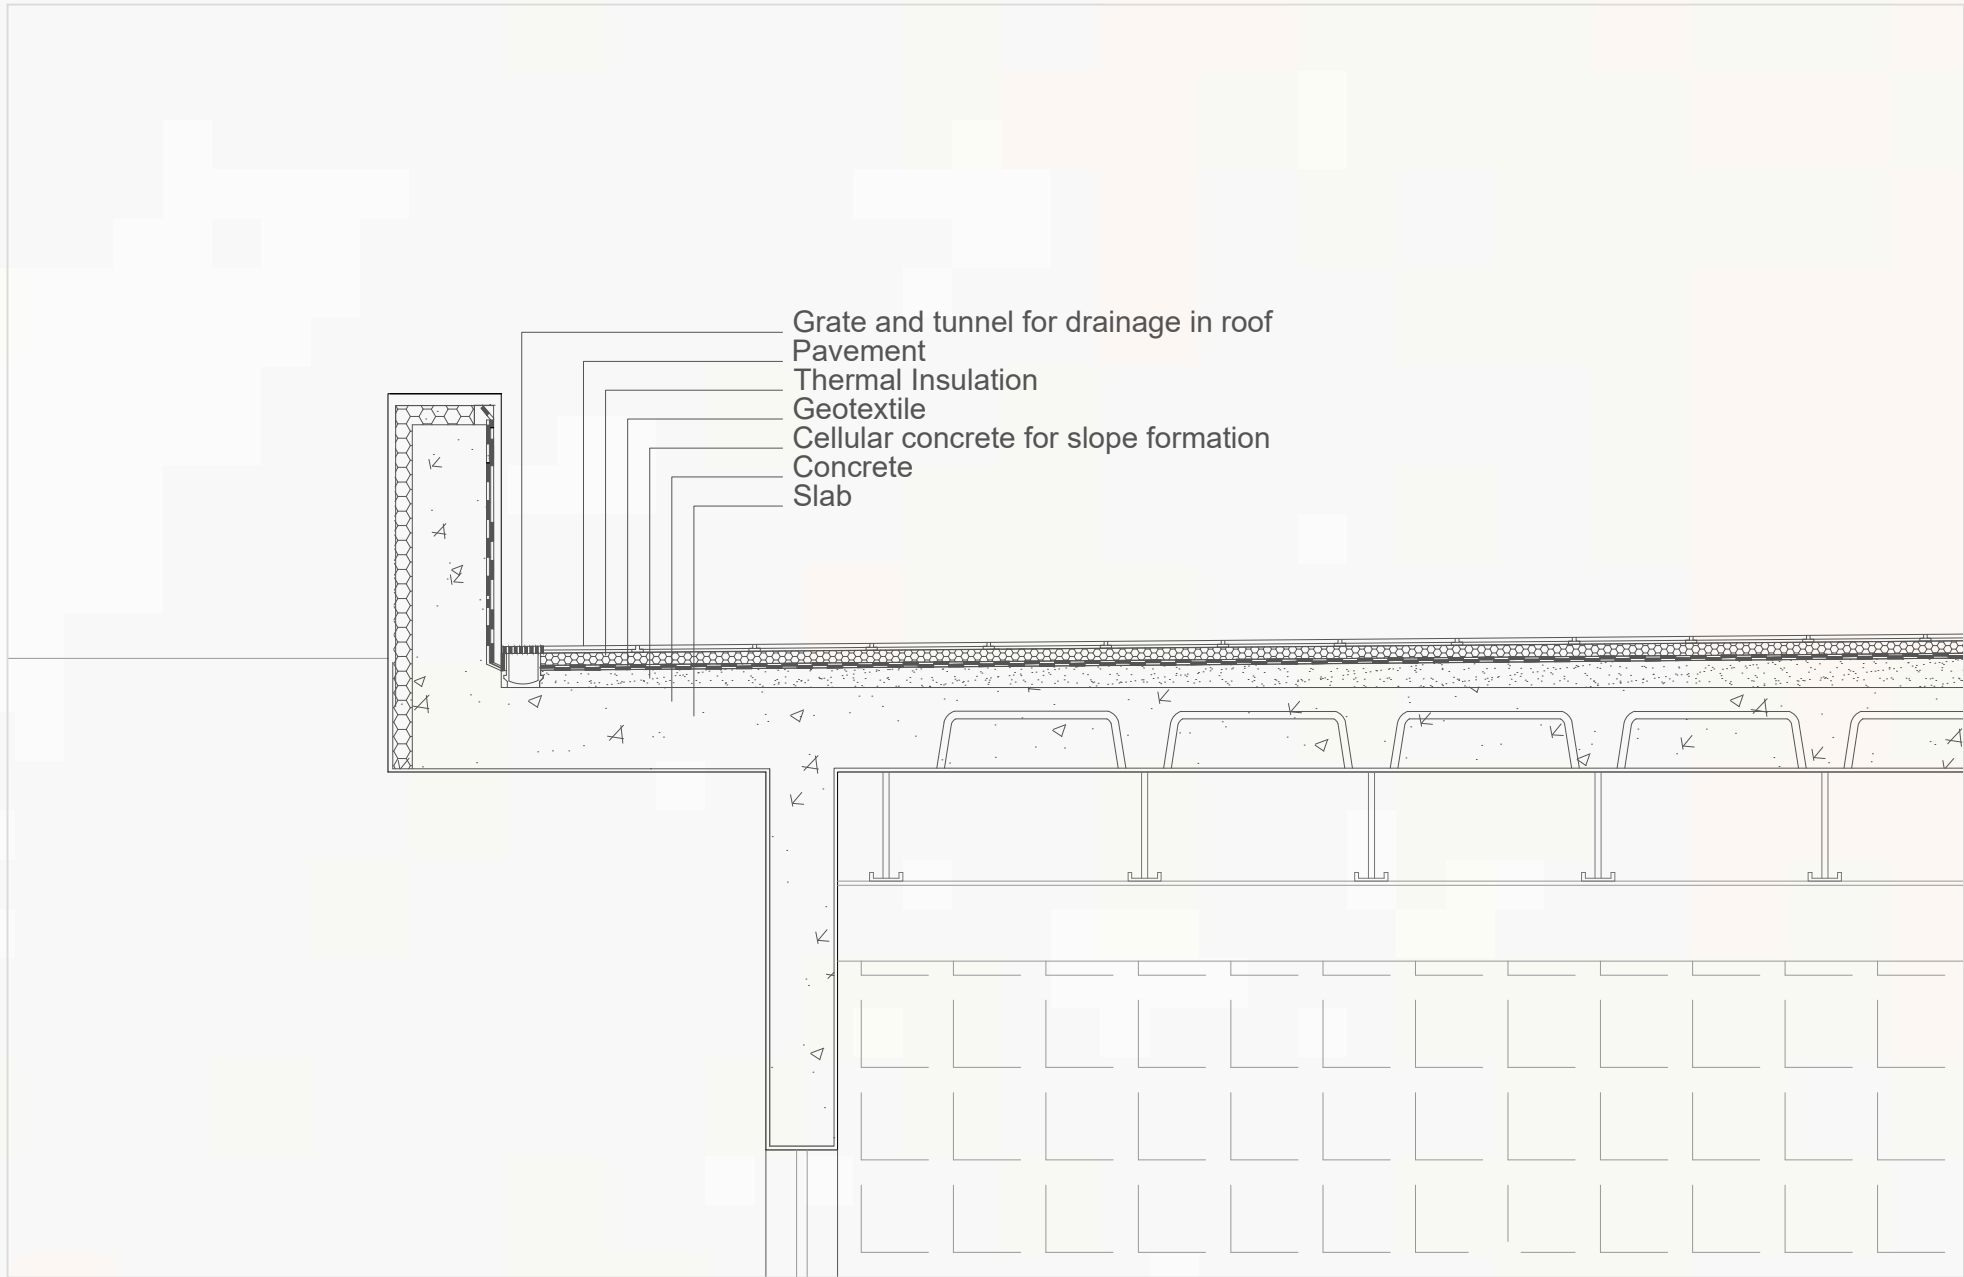 Grate and tunnel for drainage in roof
Pavement
Thermal Insulation
Geotextile
Cellular concrete for slope formation
Concrete
Slab